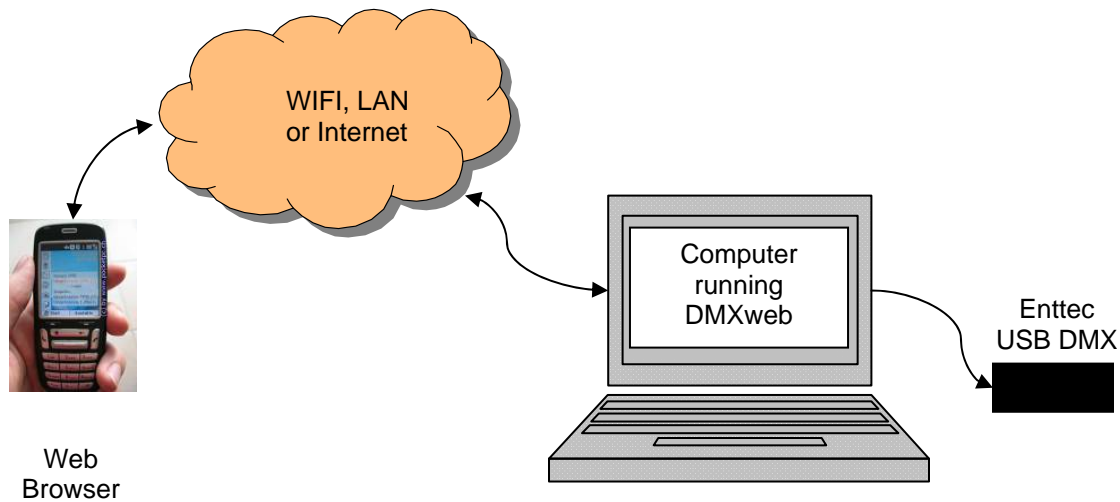 WIFI, LAN
or Internet
Computer
running
DMXweb
Enttec
USB DMX
Web
Browser